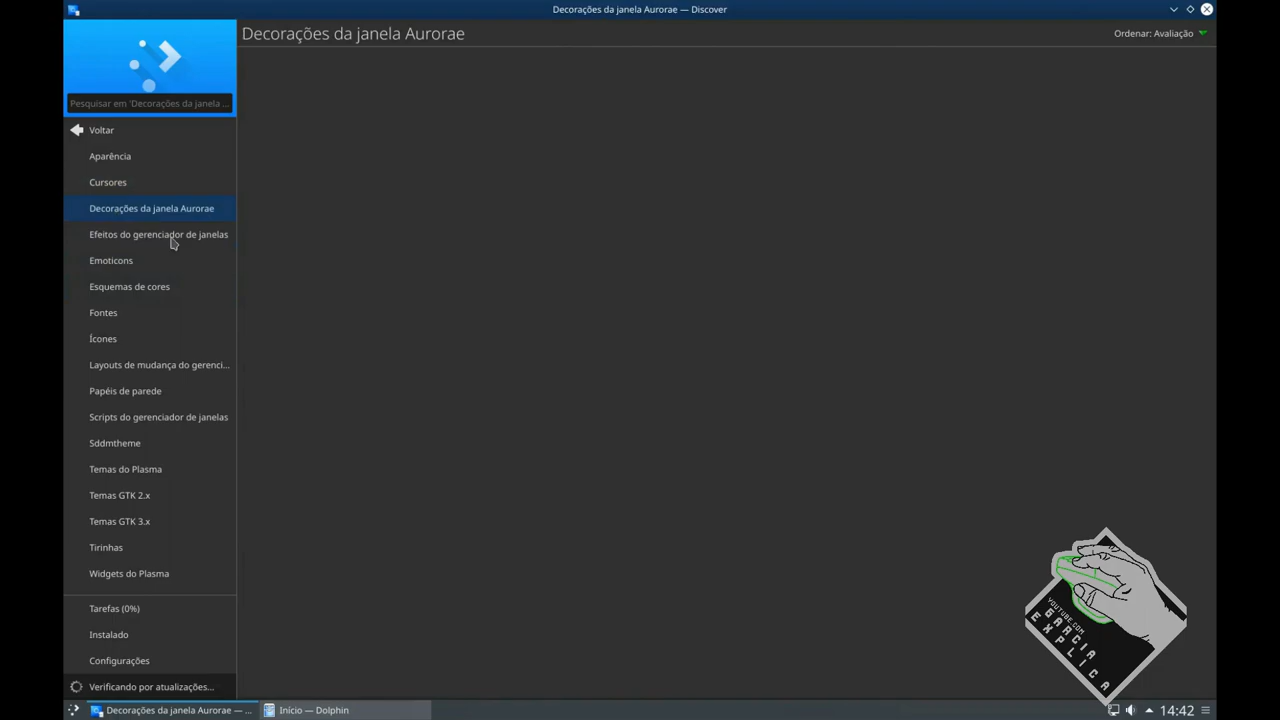 Decorações da janela Aurorae — Discover
Decorações da janela Aurorae
Ordenar: Avaliação
Pesquisar em 'Decorações da janela ...
Voltar
Aparência
Cursores
Decorações da janela Aurorae
Efeitos do gerenciador de janelas
Emoticons
Esquemas de cores
Fontes
Ícones
Layouts de mudança do gerenci...
Papéis de parede
Scripts do gerenciador de janelas
Sddmtheme
Temas do Plasma
Temas GTK 2.x
Temas GTK 3.x
Tirinhas
Widgets do Plasma
Tarefas (0%)
Instalado
Configurações
Verificando por atualizações...
YOUTUBE.COM
GARCIA
EXPLICA
Decorações da janela Aurorae — ...
Início — Dolphin
14:42